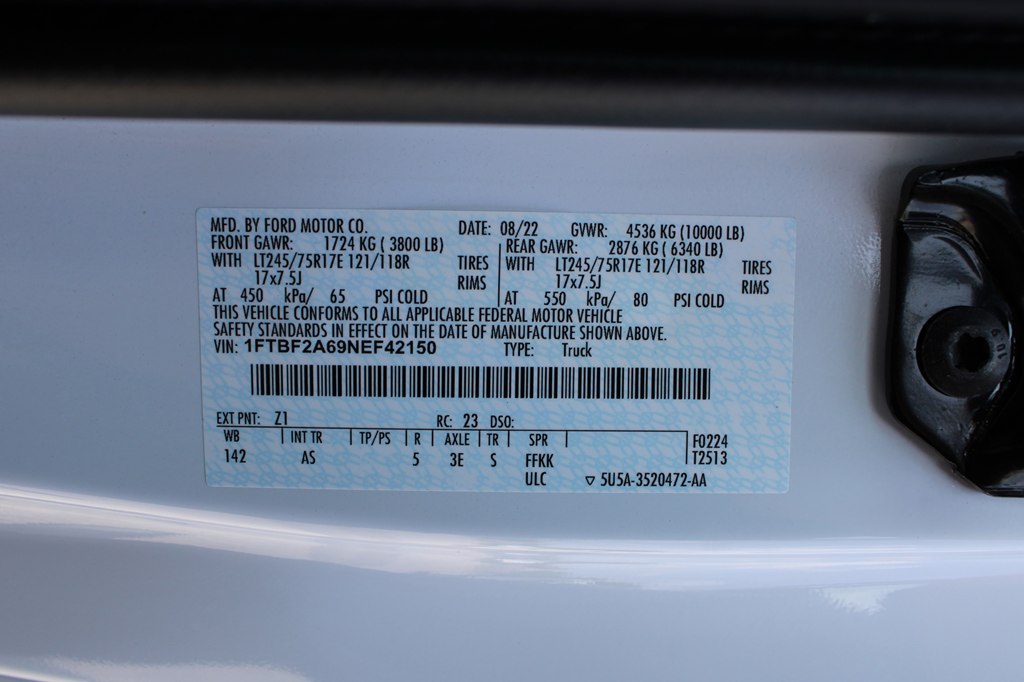 MFD. BY FORD MOTOR CO. DATE: 08/22 GVWR: 4536 KG (10000 LB)
FRONT GAWR: 1724 KG ( 3800 LB) REAR GAWR: 2876 KG ( 6340 LB)
WITH LT245/75R17E 121/118R TIRES WITH LT245/75R17E 121/118R TIRES
17x7.5J RIMS 17x7.5J RIMS
AT 450 kPa/ 65 PSI COLD AT 550 kPa/ 80 PSI COLD
THIS VEHICLE CONFORMS TO ALL APPLICABLE FEDERAL MOTOR VEHICLE
SAFETY STANDARDS IN EFFECT ON THE DATE OF MANUFACTURE SHOWN ABOVE.
VIN: 1FTBF2A69NEF42150 TYPE: Truck
EXT PNT: Z1 RC: 23 DSO:
WB INT TR TP/PS R AXLE TR SPR F0224
142 AS 5 3E S FFKK T2513
ULC ▽ 5U5A-3520472-AA